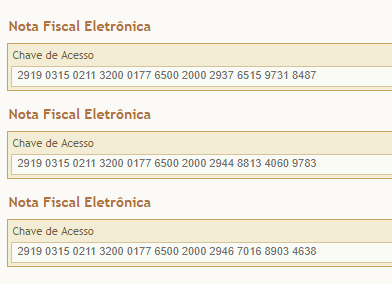 Nota Fiscal Eletrônica
Chave de Acesso
2919 0315 0211 3200 0177 6500 2000 2937 6515 9731 8487
Nota Fiscal Eletrônica
Chave de Acesso
2919 0315 0211 3200 0177 6500 2000 2944 8813 4060 9783
Nota Fiscal Eletrônica
Chave de Acesso
2919 0315 0211 3200 0177 6500 2000 2946 7016 8903 4638